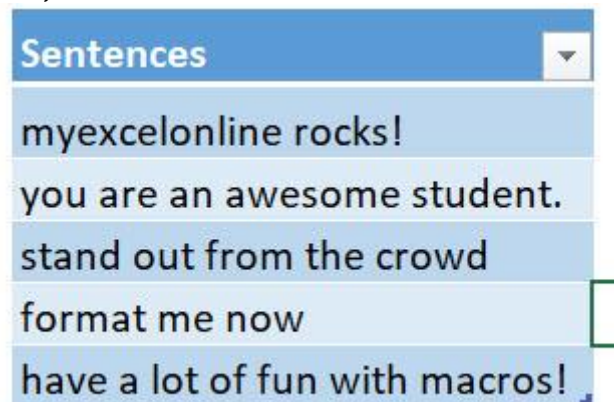 Sentences
myexcelonline rocks!
you are an awesome student.
stand out from the crowd
format me now
have a lot of fun with macros!